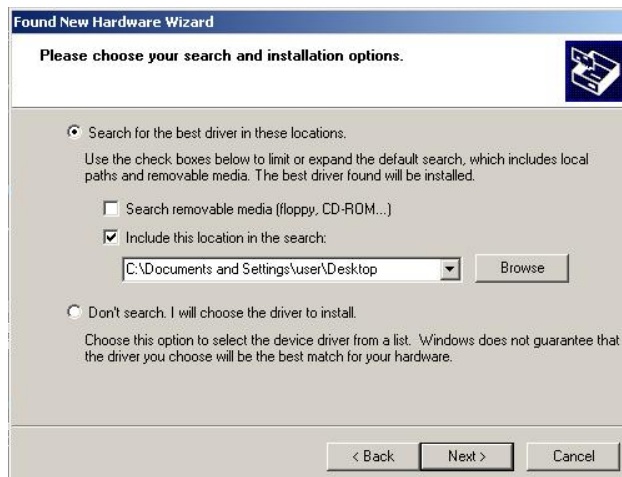 Found New Hardware Wizard
Please choose your search and installation options.
Search for the best driver in these locations.
Use the check boxes below to limit or expand the default search, which includes local
paths and removable media. The best driver found will be installed.
Search removable media (floppy, CD-ROM...)
Include this location in the search:
C:\Documents and Settings\user\Desktop
Browse
Don't search. I will choose the driver to install.
Choose this option to select the device driver from a list. Windows does not guarantee that
the driver you choose will be the best match for your hardware.
< Back
Next >
Cancel